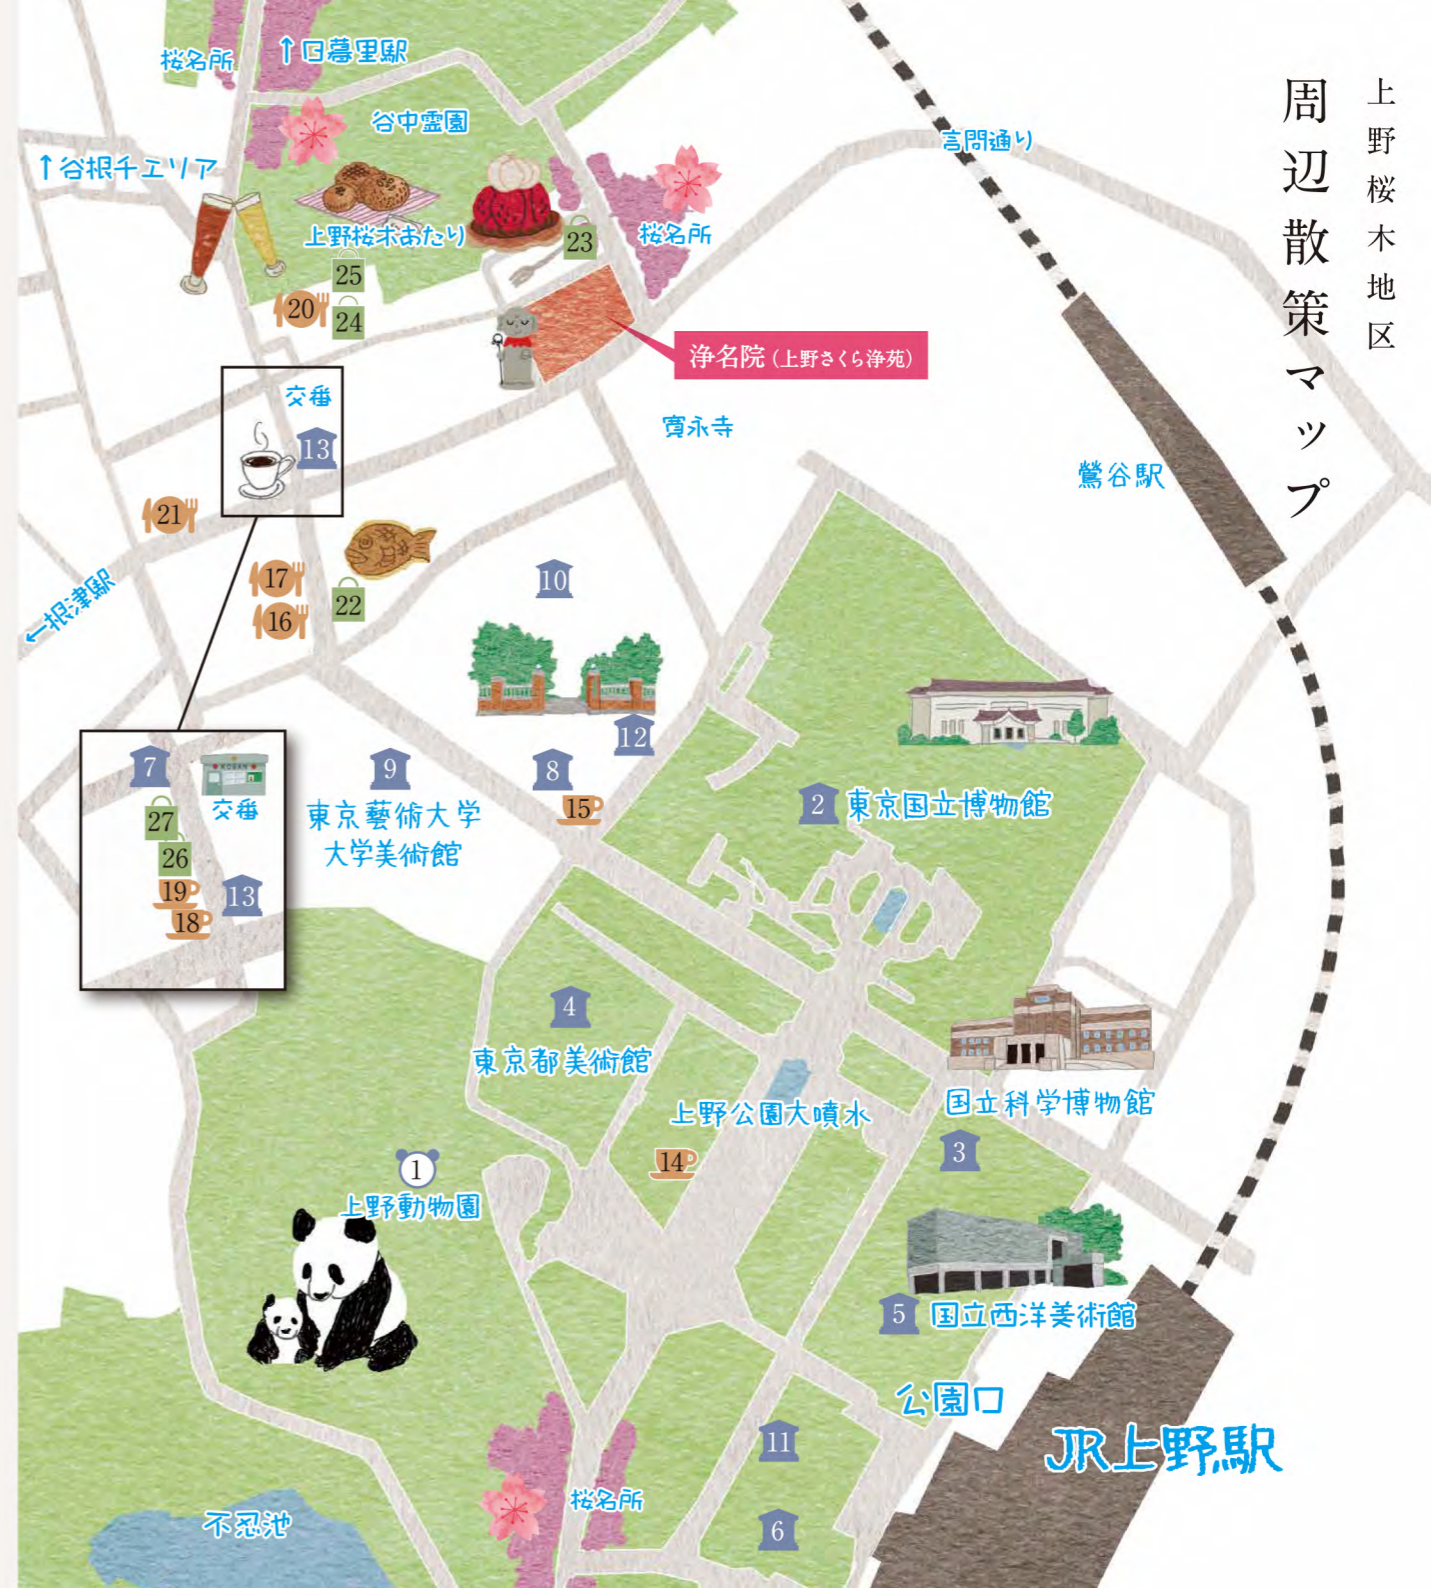 上野桜木地区
周辺散策マップ
桜名所
↑日暮里駅
谷中霊園
言問通り
↑谷根千エリア
上野桜木あたり
桜名所
23
25
20
24
浄名院(上野さくら浄苑)
交番
13
寛永寺
鶯谷駅
21
17
16
22
10
←根津駅
12
7
KOBAN
交番
27
26
19
18
13
9
東京藝術大学
大学美術館
8
15
2
東京国立博物館
4
東京都美術館
上野公園大噴水
国立科学博物館
3
14
1
上野動物園
5
国立西洋美術館
公園口
JR上野駅
11
6
桜名所
不忍池